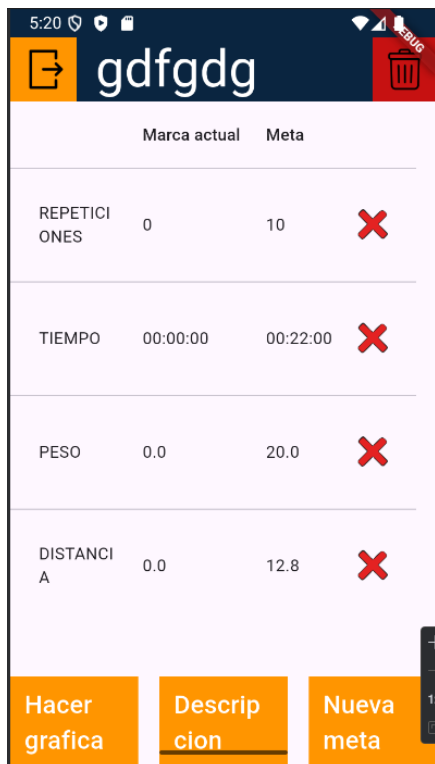 5:20
DEBUG
gdfgdg
Marca actual Meta
REPETICI
ONES
0 10
TIEMPO 00:00:00 00:22:00
PESO 0.0 20.0
DISTANCI
A
0.0 12.8
Hacer
grafica
Descrip
cion
Nueva
meta